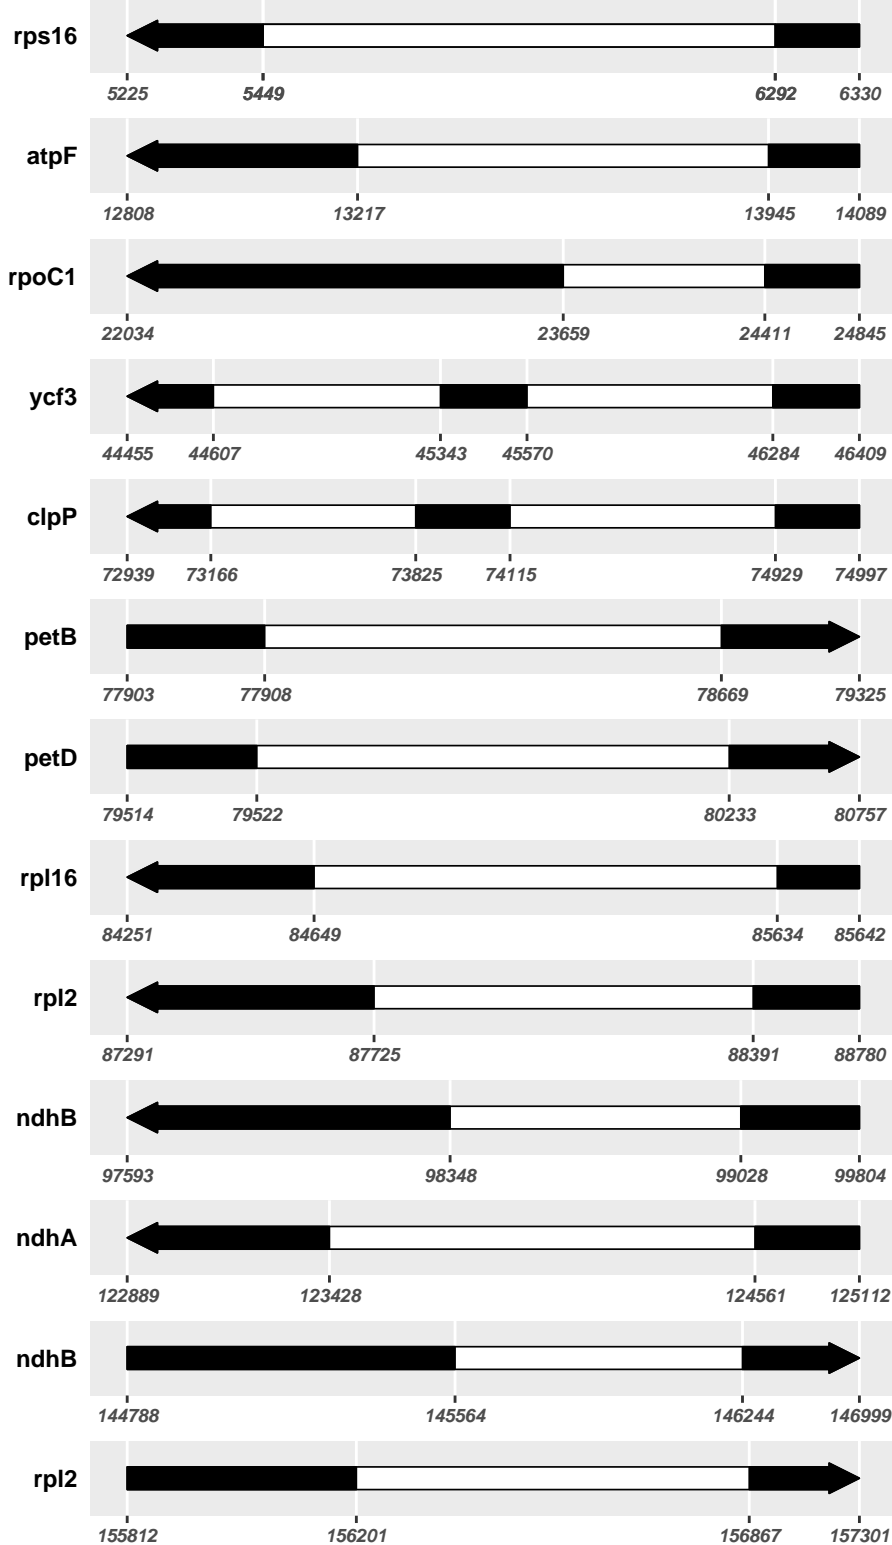 rps16
5225 5449 6292 6330
atpF
12808 13217 13945 14089
rpoC1
22034 23659 24411 24845
ycf3
44455 44607 45343 45570 46284 46409
clpP
72939 73166 73825 74115 74929 74997
petB
77903 77908 78669 79325
petD
79514 79522 80233 80757
rpl16
84251 84649 85634 85642
rpl2
87291 87725 88391 88780
ndhB
97593 98348 99028 99804
ndhA
122889 123428 124561 125112
ndhB
144788 145564 146244 146999
rpl2
155812 156201 156867 157301